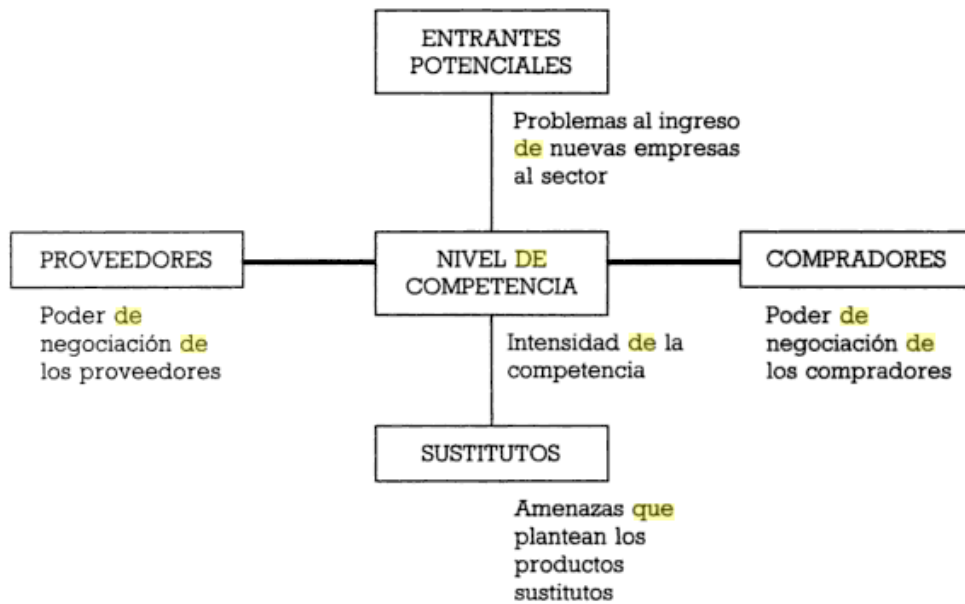 ENTRANTES
POTENCIALES
Problemas al ingreso
de nuevas empresas
al sector
PROVEEDORES
Poder de
negociación de
los proveedores
NIVEL DE
COMPETENCIA
Intensidad de la
competencia
COMPRADORES
Poder de
negociación de
los compradores
SUSTITUTOS
Amenazas que
plantean los
productos
sustitutos